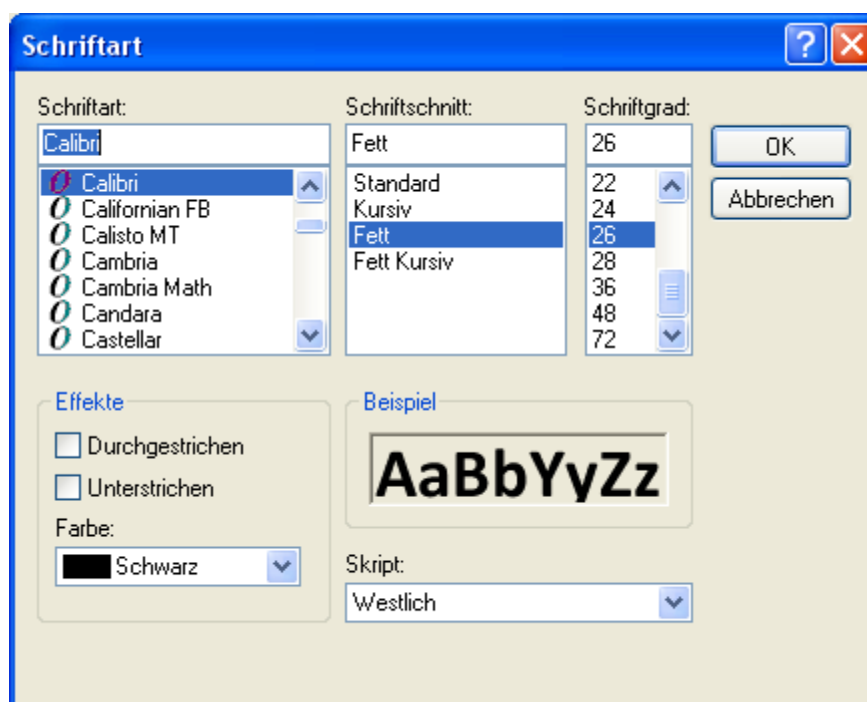 Schriftart
Schriftart:
Calibri
Calibri
Californian FB
Calisto MT
Cambria
Cambria Math
Candara
Castellar
Schriftschnitt:
Fett
Standard
Kursiv
Fett
Fett Kursiv
Schriftgrad:
26
22
24
26
28
36
48
72
OK
Abbrechen
Effekte
Durchgestrichen
Unterstrichen
Farbe:
Schwarz
Beispiel
AaBbYyZz
Skript:
Westlich